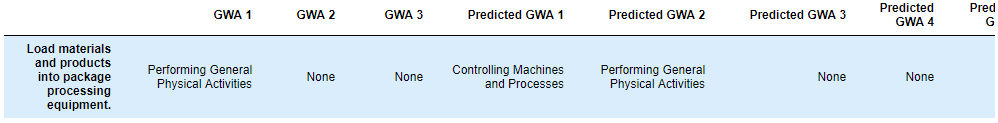 GWA 1 GWA 2 GWA 3 Predicted GWA 1 Predicted GWA 2 Predicted GWA 3 Predicted GWA 4 Pred G
Load materials
and products
into package
processing
equipment.
Performing General
Physical Activities
None
None
Controlling Machines
and Processes
Performing General
Physical Activities
None
None